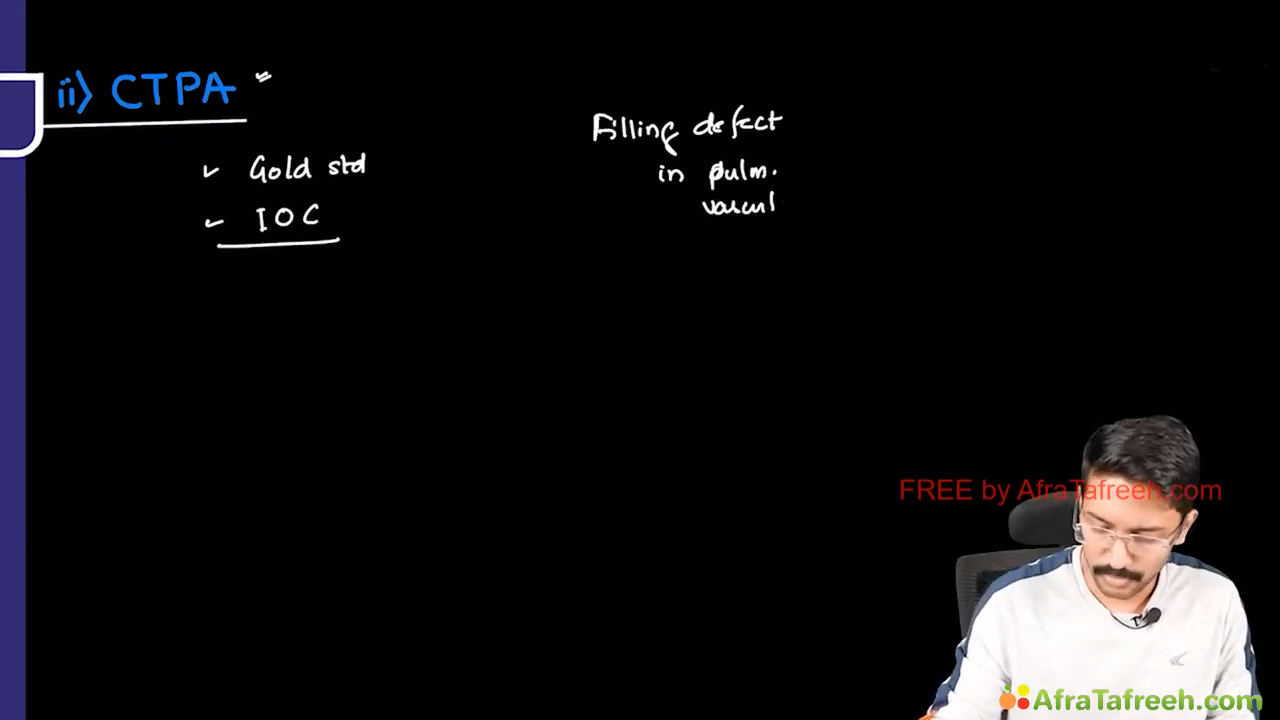 ii) CTPA
Gold std
IOC
Filling defect
in pulm.
vascul
FREE by AfraTafreeh.com
AfraTafreeh.com